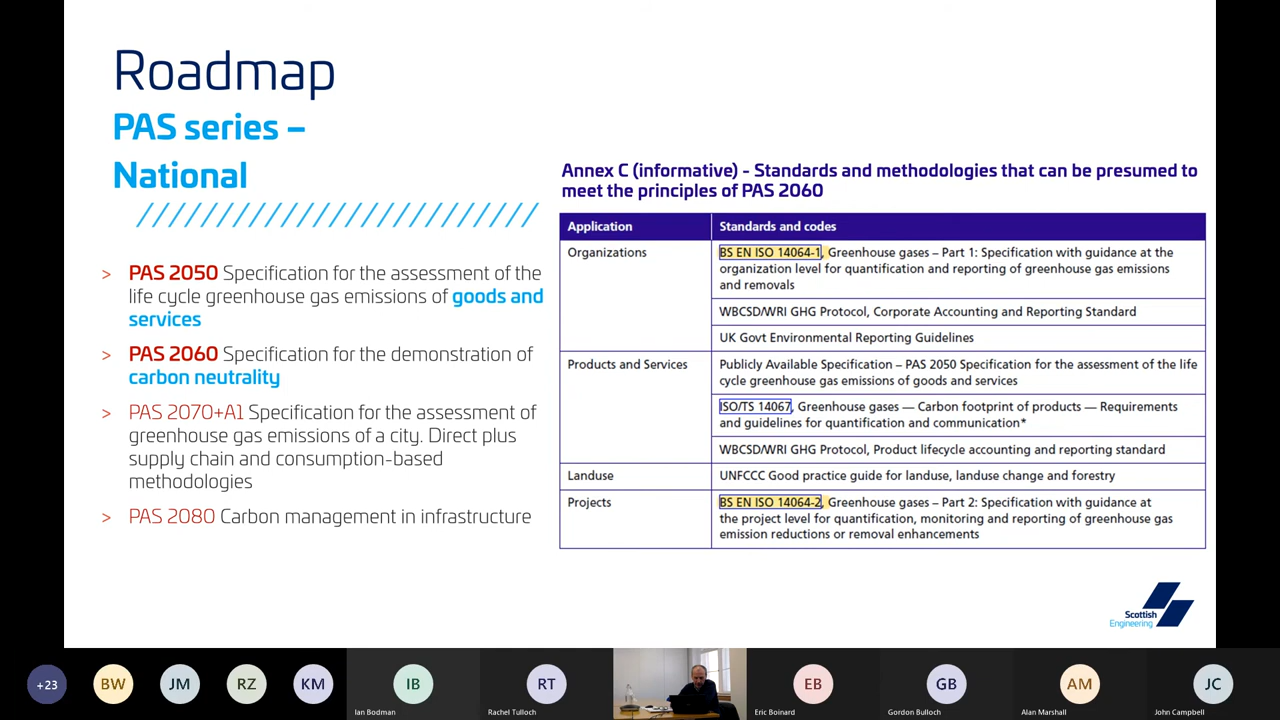 Roadmap
PAS series –
National
> PAS 2050 Specification for the assessment of the
life cycle greenhouse gas emissions of goods and
services
> PAS 2060 Specification for the demonstration of
carbon neutrality
> PAS 2070+A1 Specification for the assessment of
greenhouse gas emissions of a city. Direct plus
supply chain and consumption-based
methodologies
> PAS 2080 Carbon management in infrastructure
Annex C (informative) – Standards and methodologies that can be presumed to
meet the principles of PAS 2060
Application Standards and codes
Organizations BS EN ISO 14064-1, Greenhouse gases – Part 1: Specification with guidance at the
organization level for quantification and reporting of greenhouse gas emissions
and removals
WBCSD/WRI GHG Protocol, Corporate Accounting and Reporting Standard
UK Govt Environmental Reporting Guidelines
Products and Services Publicly Available Specification – PAS 2050 Specification for the assessment of the life
cycle greenhouse gas emissions of goods and services
ISO/TS 14067, Greenhouse gases — Carbon footprint of products — Requirements
and guidelines for quantification and communication*
WBCSD/WRI GHG Protocol, Product lifecycle accounting and reporting standard
Landuse UNFCCC Good practice guide for landuse, landuse change and forestry
Projects BS EN ISO 14064-2, Greenhouse gases – Part 2: Specification with guidance at
the project level for quantification, monitoring and reporting of greenhouse gas
emission reductions or removal enhancements
Scottish
Engineering
+23 BW JM RZ KM IB RT EB GB AM JC
Ian Bodman Rachel Tulloch Eric Boinard Gordon Bulloch Alan Marshall John Campbell